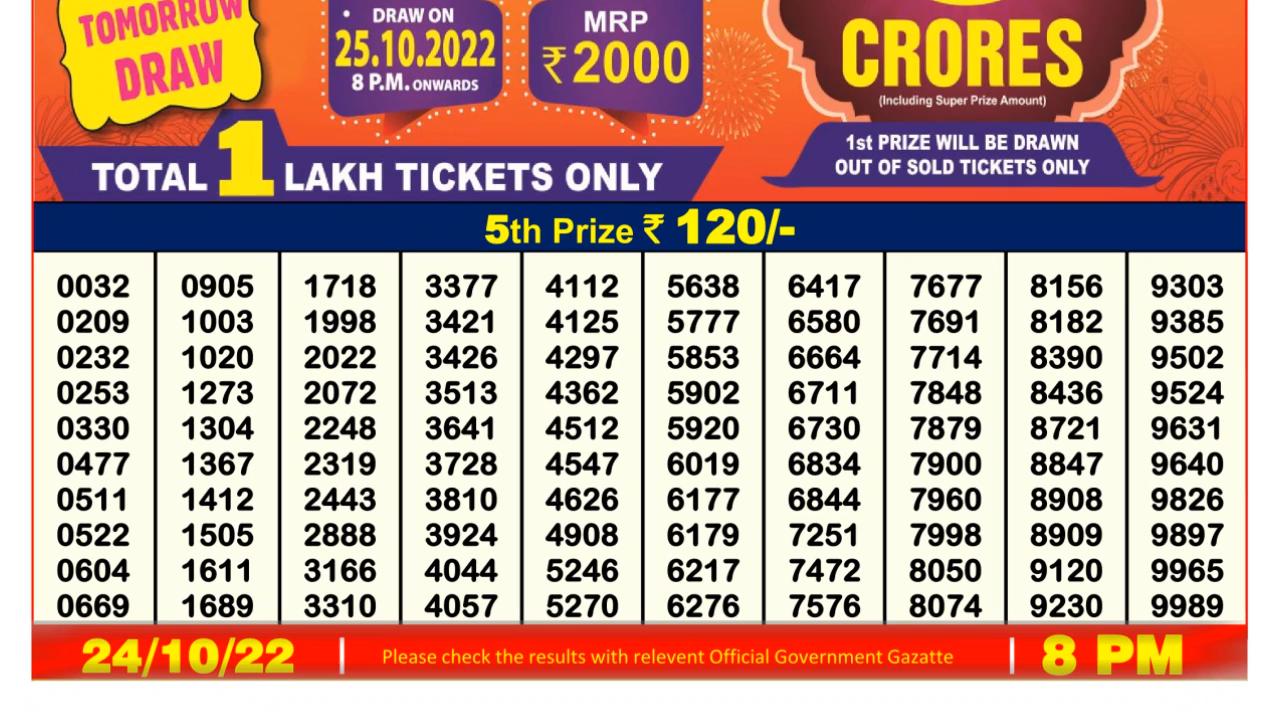 TOMORROW
DRAW
• DRAW ON
25.10.2022
8 P.M. ONWARDS
MRP
₹2000
CRORES
(Including Super Prize Amount)
1st PRIZE WILL BE DRAWN
OUT OF SOLD TICKETS ONLY
TOTAL 1 LAKH TICKETS ONLY
5th Prize ₹ 120/-
0032 0905 1718 3377 4112 5638 6417 7677 8156 9303
0209 1003 1998 3421 4125 5777 6580 7691 8182 9385
0232 1020 2022 3426 4297 5853 6664 7714 8390 9502
0253 1273 2072 3513 4362 5902 6711 7848 8436 9524
0330 1304 2248 3641 4512 5920 6730 7879 8721 9631
0477 1367 2319 3728 4547 6019 6834 7900 8847 9640
0511 1412 2443 3810 4626 6177 6844 7960 8908 9826
0522 1505 2888 3924 4908 6179 7251 7998 8909 9897
0604 1611 3166 4044 5246 6217 7472 8050 9120 9965
0669 1689 3310 4057 5270 6276 7576 8074 9230 9989
24/10/22 | Please check the results with relevent Official Government Gazatte | 8 PM